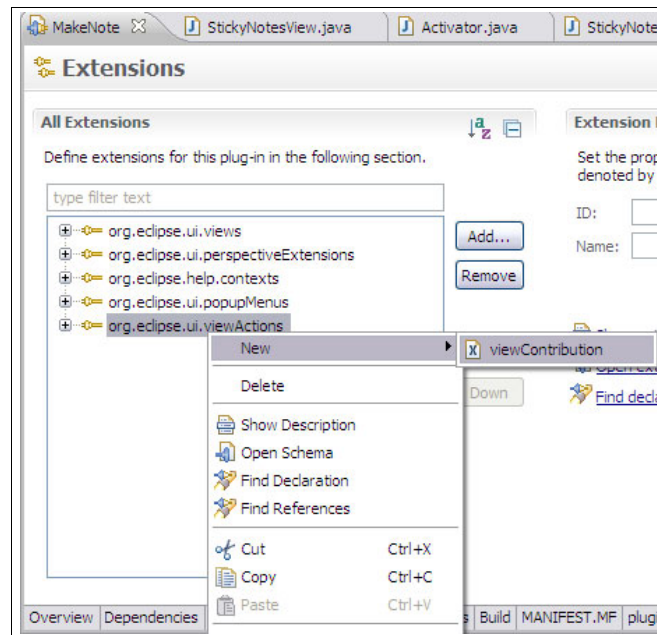 MakeNote StickyNotesView.java Activator.java StickyNote
Extensions
All Extensions
Define extensions for this plug-in in the following section.
type filter text
org.eclipse.ui.views
org.eclipse.ui.perspectiveExtensions
org.eclipse.help.contexts
org.eclipse.ui.popupMenus
org.eclipse.ui.viewActions
Add...
Remove
Down
Extension
Set the prop
denoted by
ID:
Name:
Find decla
New
viewContribution
Delete
Show Description
Open Schema
Find Declaration
Find References
Cut Ctrl+X
Copy Ctrl+C
Paste Ctrl+V
Overview Dependencies s Build MANIFEST.MF plug